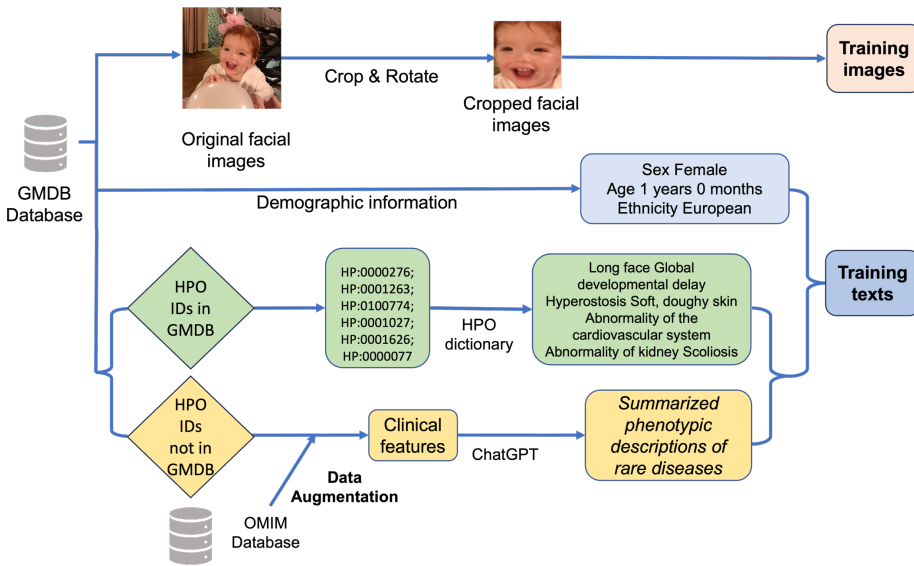 Training
images
Crop & Rotate
Cropped facial
images
Original facial
images
GMDB
Database
Sex Female
Age 1 years 0 months
Ethnicity European
Demographic information
HPO
IDs in
GMDB
HP:0000276;
HP:0001263;
HP:0100774;
HP:0001027;
HP:0001626;
HP:0000077
HPO
dictionary
Long face Global
developmental delay
Hyperostosis Soft, doughy skin
Abnormality of the
cardiovascular system
Abnormality of kidney Scoliosis
Training
texts
HPO
IDs
not in
GMDB
Clinical
features
ChatGPT
Summarized
phenotypic
descriptions of
rare diseases
Data
Augmentation
OMIM
Database